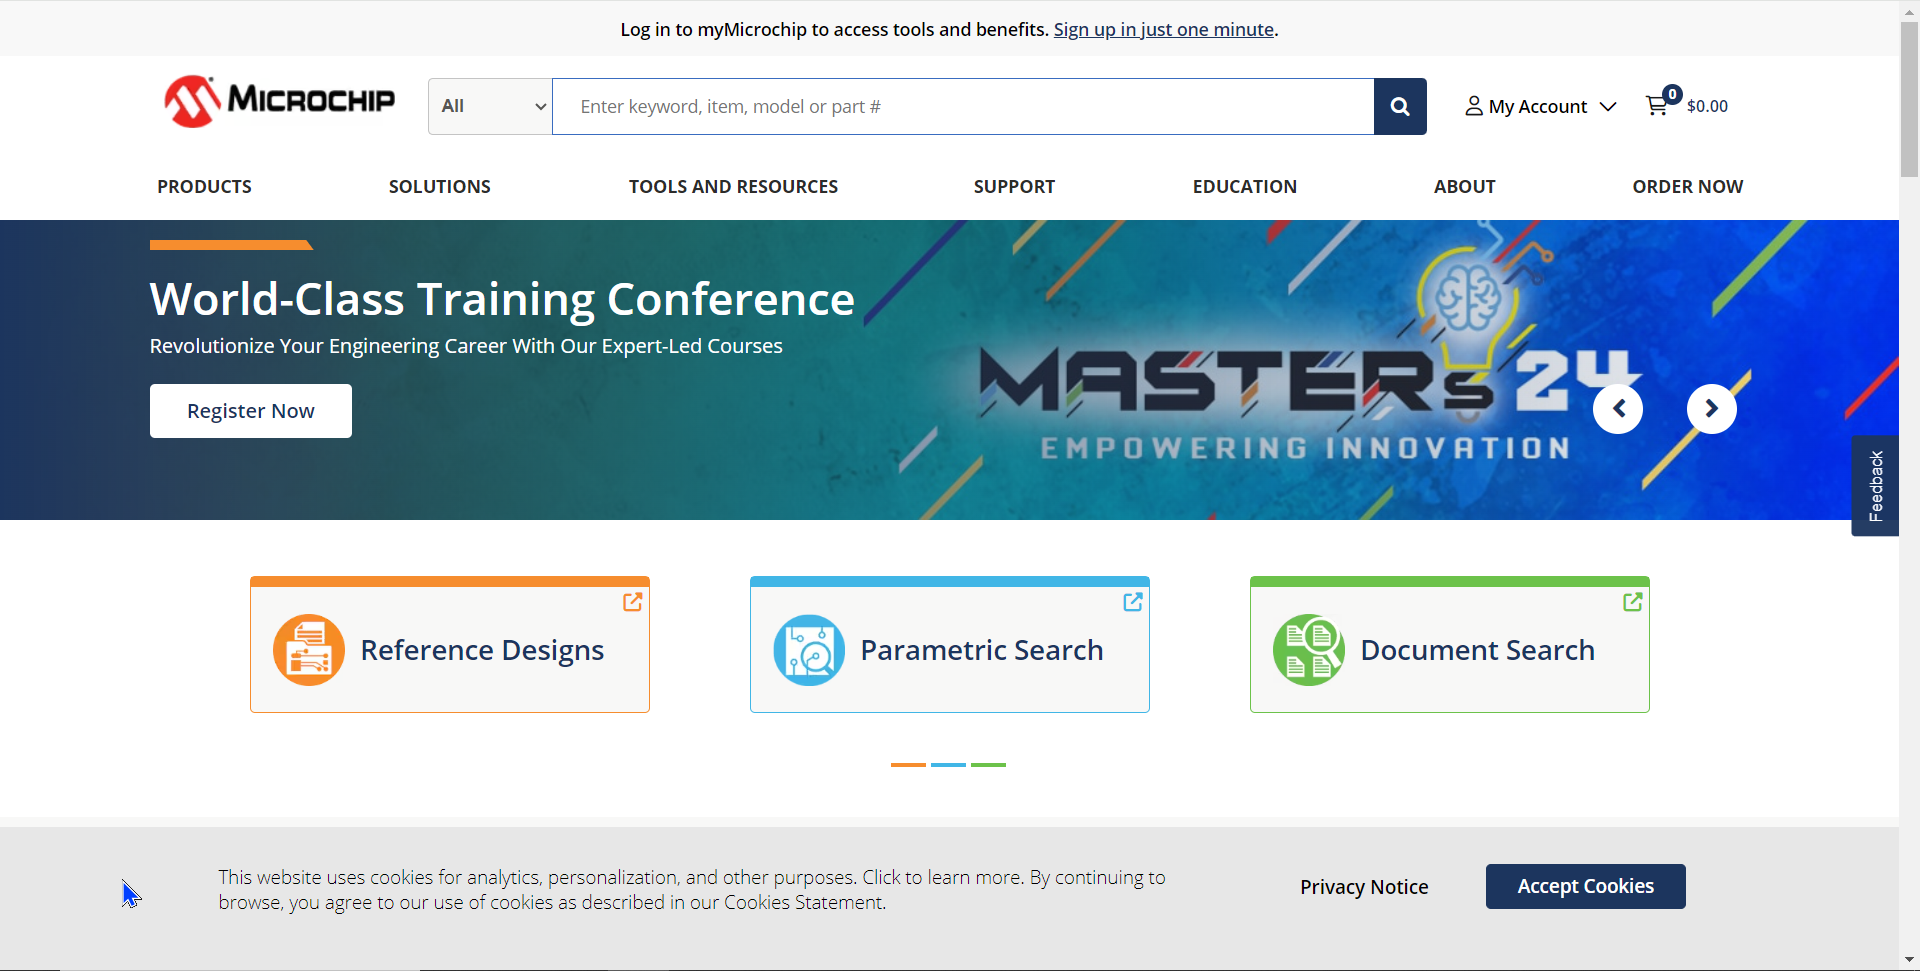 Log in to myMicrochip to access tools and benefits. Sign up in just one minute.
MICROCHIP
All
Enter keyword, item, model or part #
My Account
0
$0.00
PRODUCTS
SOLUTIONS
TOOLS AND RESOURCES
SUPPORT
EDUCATION
ABOUT
ORDER NOW
World-Class Training Conference
Revolutionize Your Engineering Career With Our Expert-Led Courses
Register Now
MASTERs 24
EMPOWERING INNOVATION
Feedback
Reference Designs
Parametric Search
Document Search
This website uses cookies for analytics, personalization, and other purposes. Click to learn more. By continuing to
browse, you agree to our use of cookies as described in our Cookies Statement.
Privacy Notice
Accept Cookies